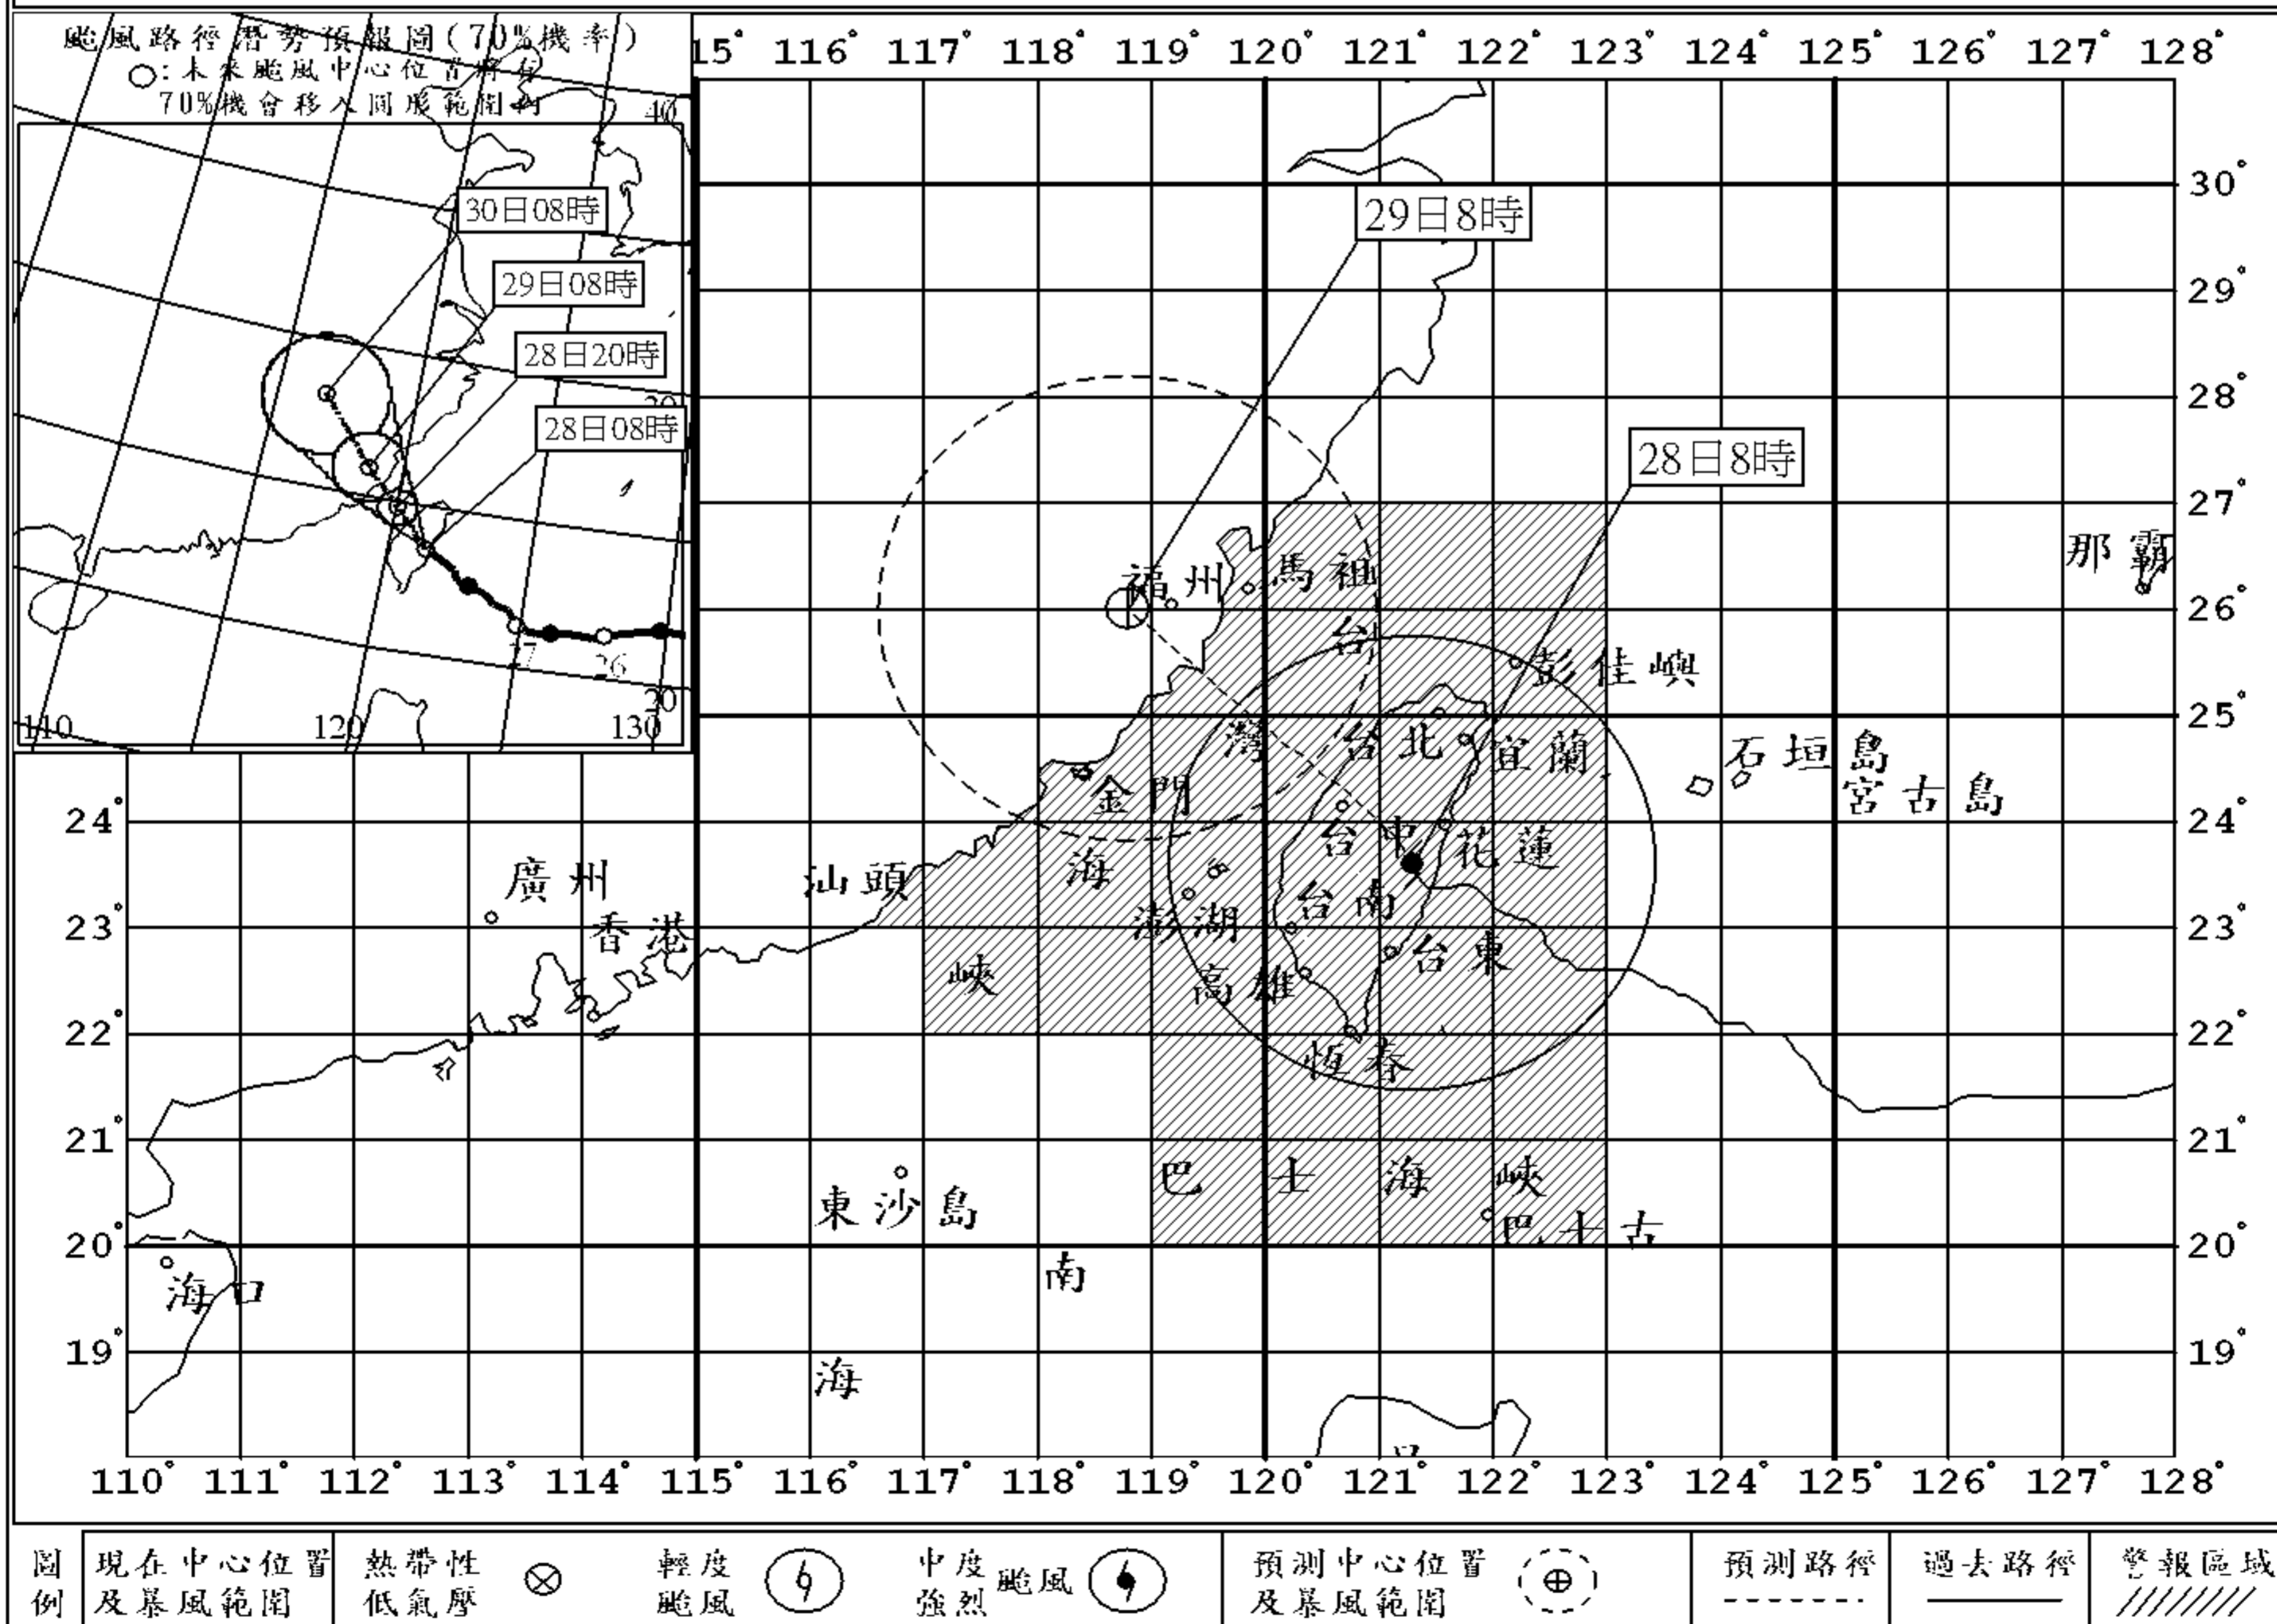 颱風路徑潛勢預報圖(70%機率)
○:未來颱風中心位置將有
70%機會移入圓形範圍內
40
30日08時
29日08時
28日20時
28日08時
27
26
20
110
120
130
15° 116° 117° 118° 119° 120° 121° 122° 123° 124° 125° 126° 127° 128°
30°
29日8時
29°
28°
28日8時
27°
那霸
福州
馬祖
26°
台
彭佳嶼
25°
灣
台北
宜蘭
石垣島
金門
宮古島
24°
24°
台中
花蓮
海
汕頭
廣州
台南
澎湖
香港
23°
23°
台東
峽
高雄
22°
22°
恆春
21°
21°
巴士海峽
東沙島
巴士古
20°
20°
南
海口
19°
19°
海
110° 111° 112° 113° 114° 115° 116° 117° 118° 119° 120° 121° 122° 123° 124° 125° 126° 127° 128°
圖例
現在中心位置
及暴風範圍
熱帶性
低氣壓
輕度
颱風
中度
強烈
颱風
預測中心位置
及暴風範圍
預測路徑
過去路徑
警報區域